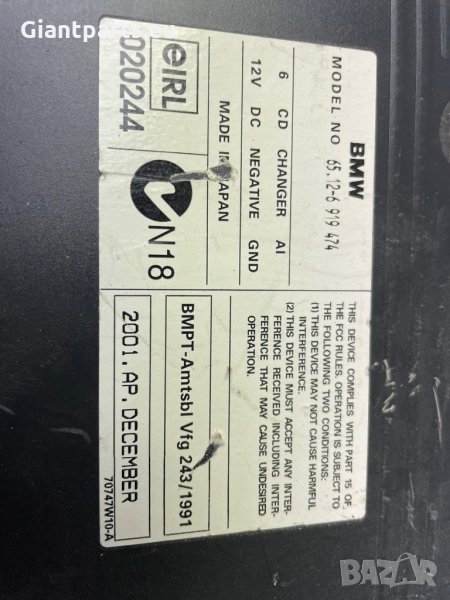 Giantparts.eu
BMW
MODEL NO 65.12-6 919 474
6 CD CHANGER AI
12V DC NEGATIVE GND
MADE IN JAPAN
eIRL
020244
N18
THIS DEVICE COMPLIES WITH PART 15 OF
THE FCC RULES. OPERATION IS SUBJECT TO
THE FOLLOWING TWO CONDITIONS:
(1) THIS DEVICE MAY NOT CAUSE HARMFUL
INTERFERENCE.
(2) THIS DEVICE MUST ACCEPT ANY INTER-
FERENCE RECEIVED INCLUDING INTER-
FERENCE THAT MAY CAUSE UNDESIRED
OPERATION.
BMPT-Amtsbl Vfg 243/1991
2001.AP.DECEMBER
70747W10-A
BAZAR